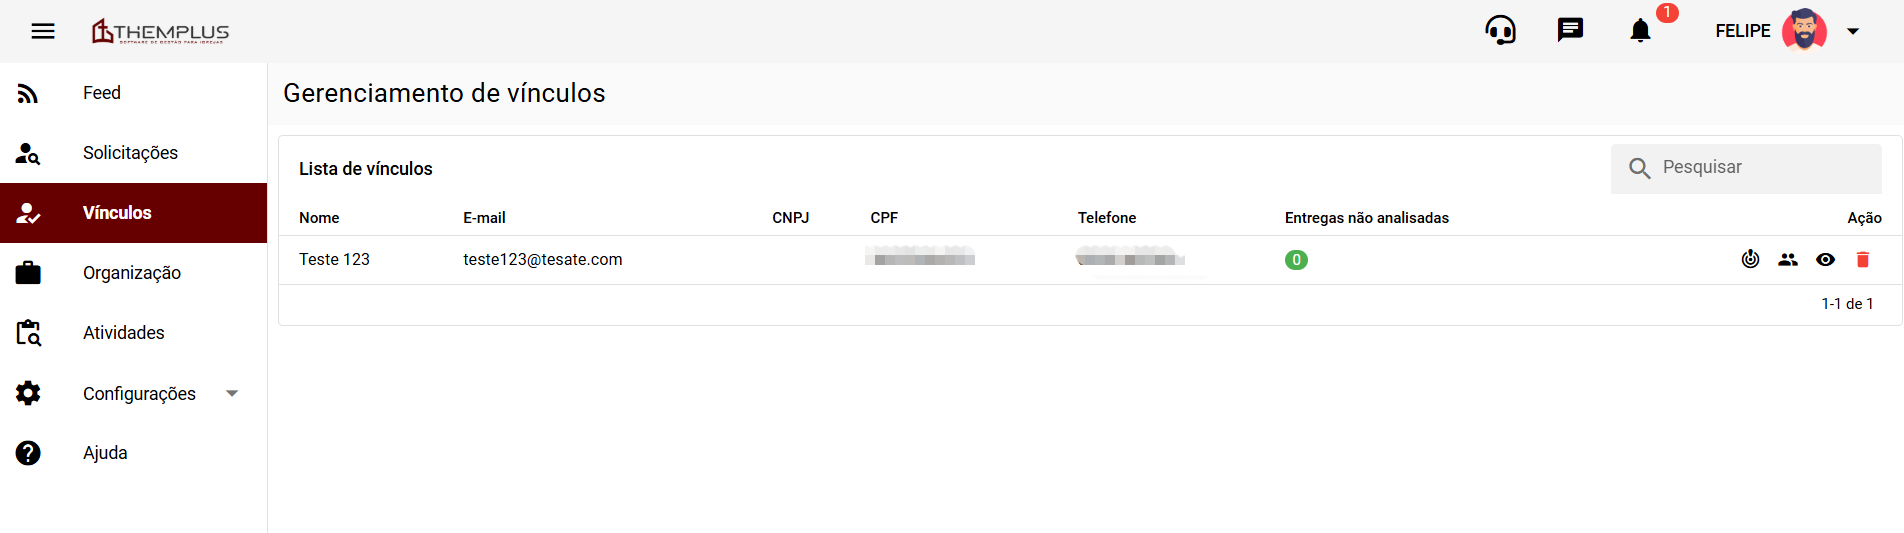 THEMPLUS
SOFTWARE DE GESTÃO PARA IGREJAS
1
FELIPE
Feed
Solicitações
Vínculos
Organização
Atividades
Configurações
Ajuda
Gerenciamento de vínculos
Lista de vínculos
Pesquisar
Nome E-mail CNPJ CPF Telefone Entregas não analisadas Ação
Teste 123 teste123@tesate.com 0
1-1 de 1